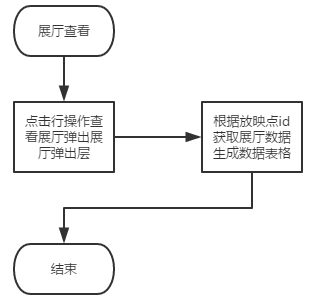 展厅查看
点击行操作查
看展厅弹出展
厅弹出层
根据放映点id
获取展厅数据
生成数据表格
结束